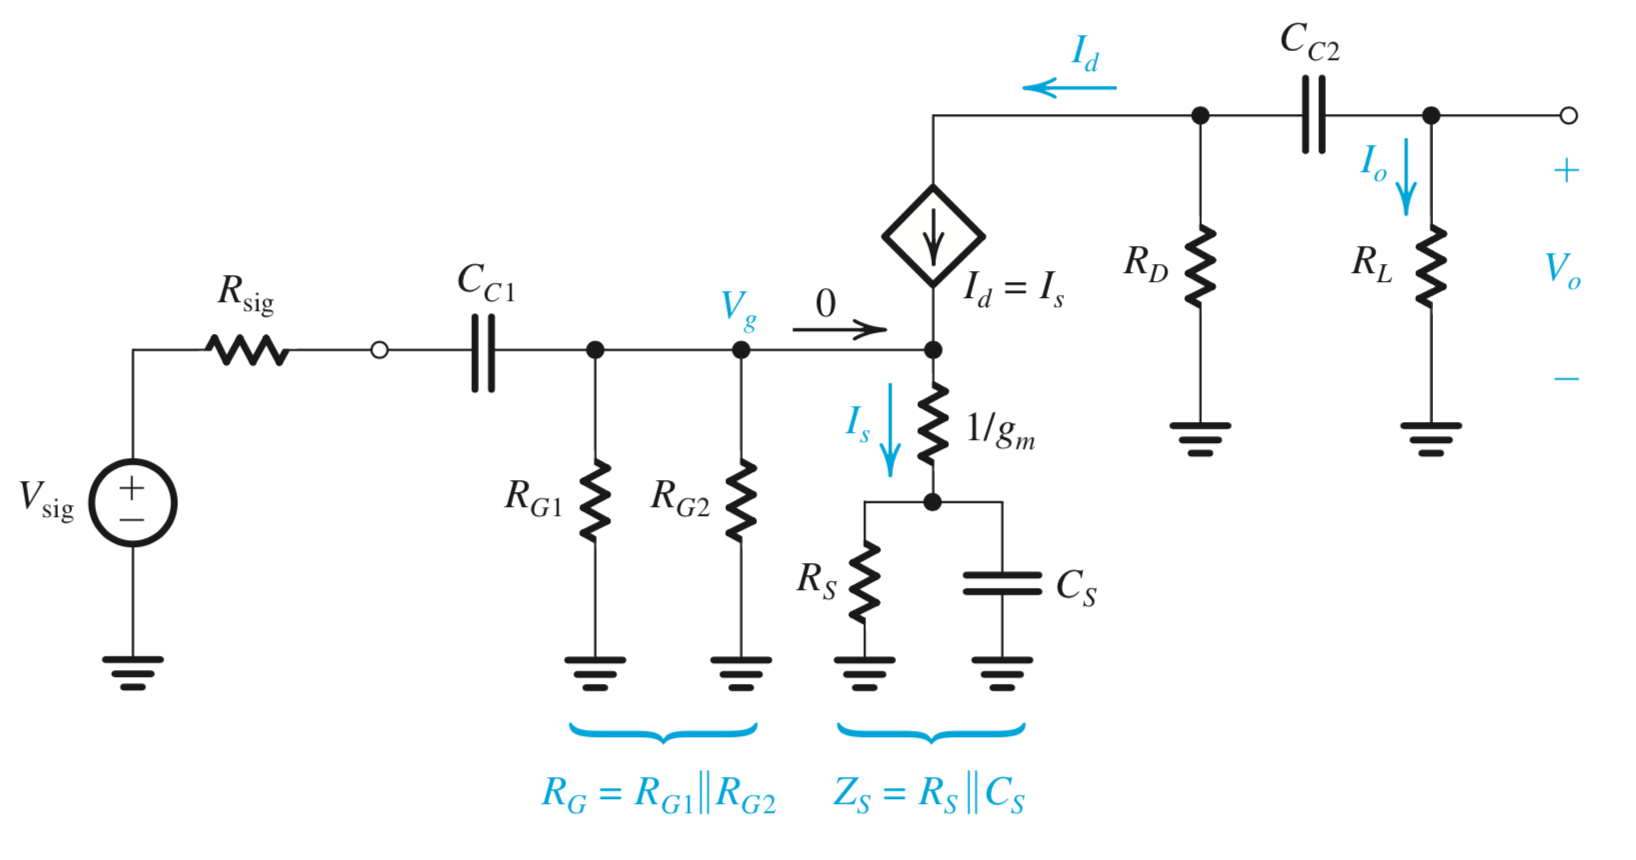 I_d
C_C2
I_o
+
R_D
R_L
V_o
−
I_d = I_s
R_sig
C_C1
V_g
0
I_s
1/g_m
V_sig
+
−
R_G1
R_G2
R_S
C_S
R_G = R_G1||R_G2
Z_S = R_S||C_S